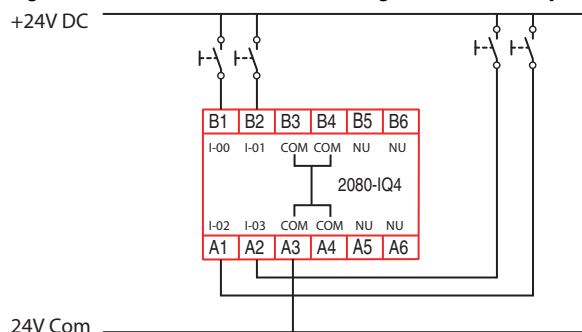 +24V DC
B1 B2 B3 B4 B5 B6
I-00 I-01 COM COM NU NU
2080-IQ4
I-02 I-03 COM COM NU NU
A1 A2 A3 A4 A5 A6
24V Com